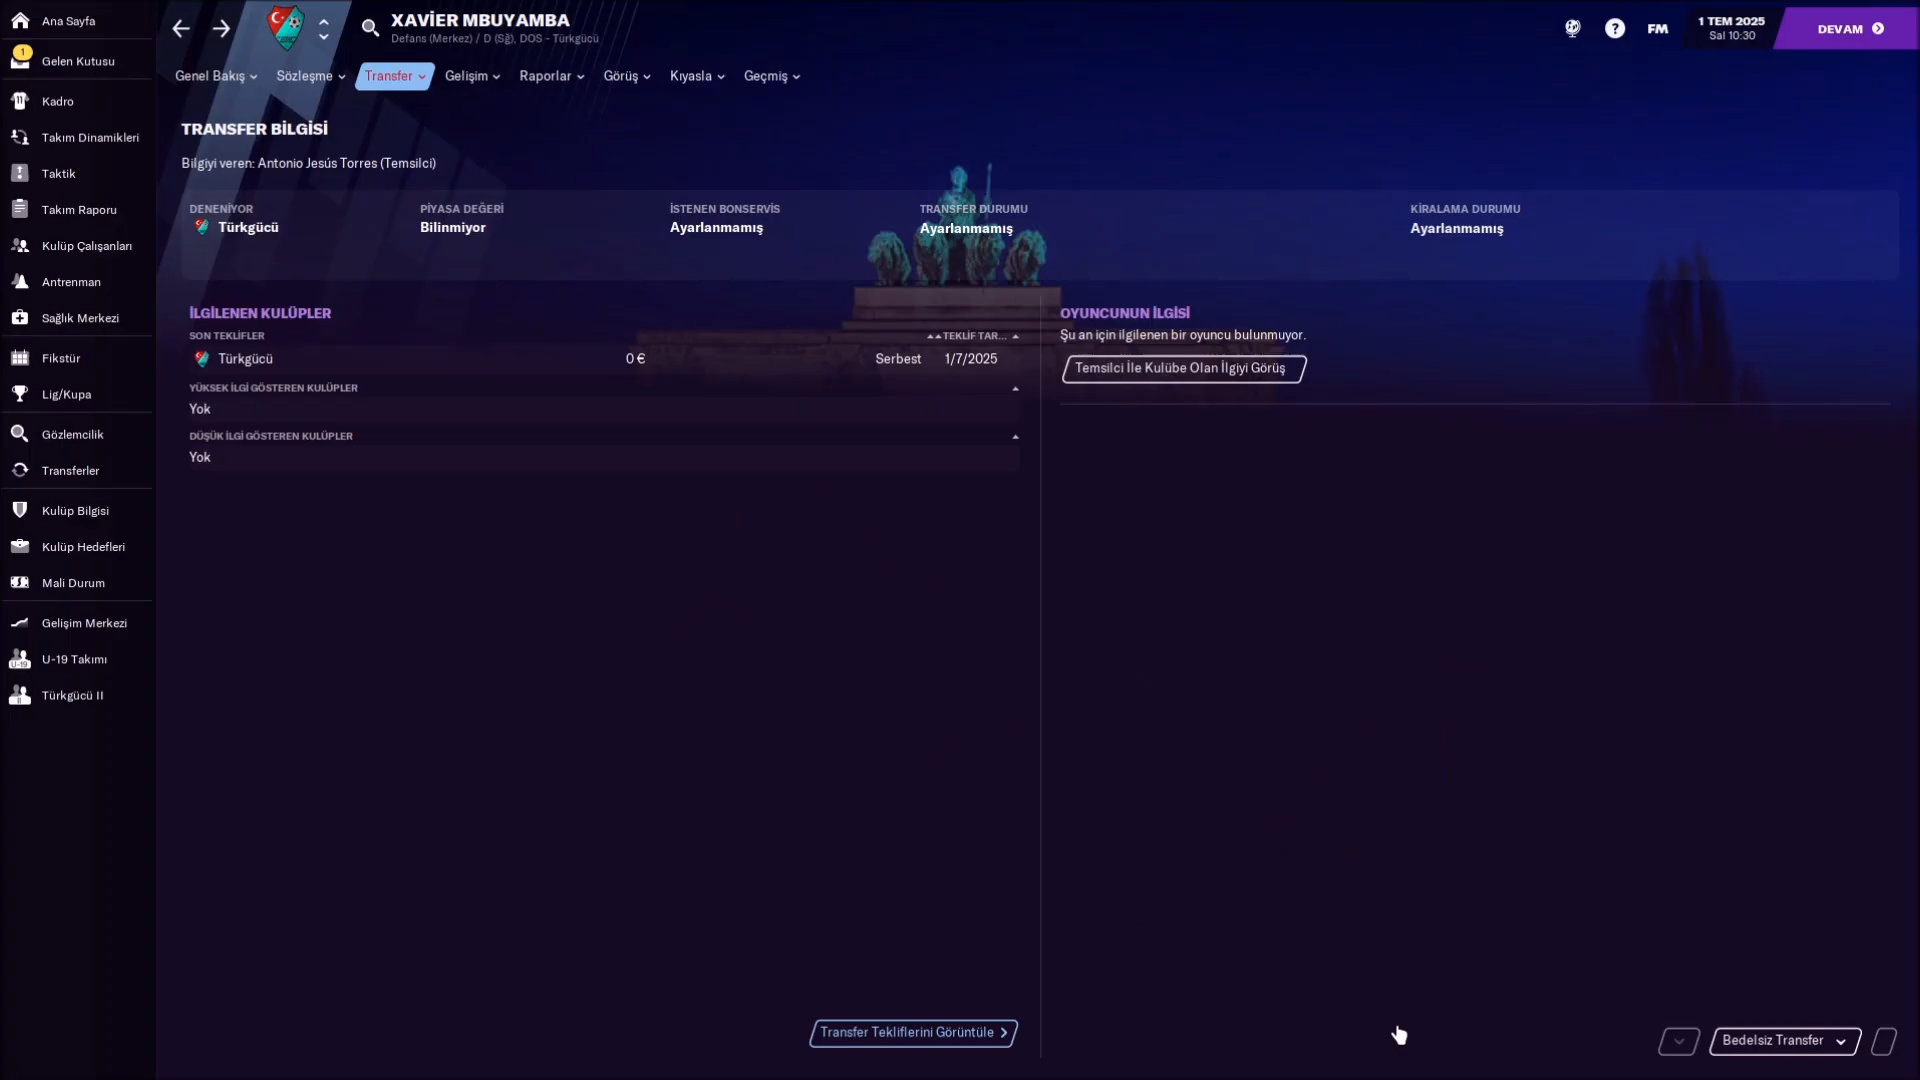 Ana Sayfa
1
Gelen Kutusu
Kadro
Takım Dinamikleri
Taktik
Takım Raporu
Kulüp Çalışanları
Antrenman
Sağlık Merkezi
Fikstür
Lig/Kupa
Gözlemcilik
Transferler
Kulüp Bilgisi
Kulüp Hedefleri
Mali Durum
Gelişim Merkezi
U-19 Takımı
Türkgücü II
XAVİER MBUYAMBA
Defans (Merkez) / D (Sğ), DOS - Türkgücü
FM
1 TEM 2025
Sal 10:30
DEVAM
Genel Bakış
Sözleşme
Transfer
Gelişim
Raporlar
Görüş
Kıyasla
Geçmiş
TRANSFER BİLGİSİ
Bilgiyi veren: Antonio Jesús Torres (Temsilci)
DENENİYOR
Türkgücü
PİYASA DEĞERİ
Bilinmiyor
İSTENEN BONSERVİS
Ayarlanmamış
TRANSFER DURUMU
Ayarlanmamış
KİRALAMA DURUMU
Ayarlanmamış
İLGİLENEN KULÜPLER
SON TEKLİFLER
TEKLİF TAR...
Türkgücü 0 € Serbest 1/7/2025
YÜKSEK İLGİ GÖSTEREN KULÜPLER
Yok
DÜŞÜK İLGİ GÖSTEREN KULÜPLER
Yok
OYUNCUNUN İLGİSİ
Şu an için ilgilenen bir oyuncu bulunmuyor.
Temsilci İle Kulübe Olan İlgiyi Görüş
Transfer Tekliflerini Görüntüle
Bedelsiz Transfer